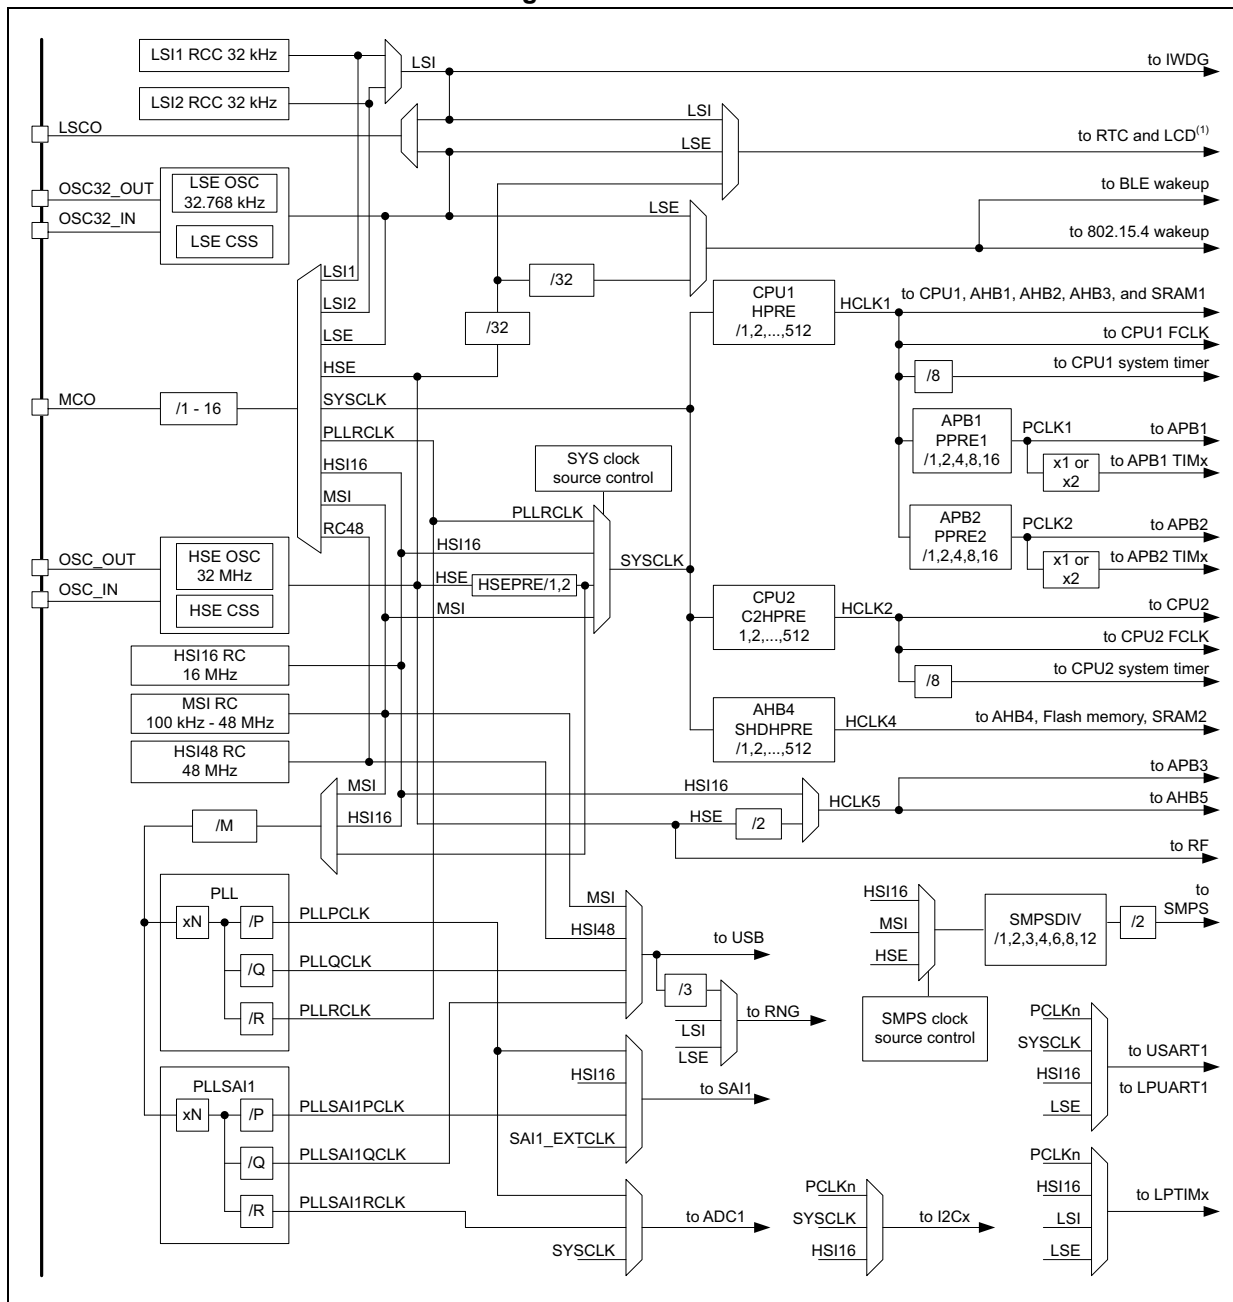 LSI1 RCC 32 kHz
LSI
to IWDG
LSI2 RCC 32 kHz
LSCO
LSI
LSE
to RTC and LCD(1)
OSC32_OUT
OSC32_IN
LSE OSC
32.768 kHz
LSE CSS
LSE
to BLE wakeup
to 802.15.4 wakeup
/32
/32
LSI1
LSI2
LSE
HSE
SYSCLK
PLLRCLK
HSI16
MSI
RC48
MCO
/1 - 16
CPU1
HPRE
/1,2,...,512
HCLK1
to CPU1, AHB1, AHB2, AHB3, and SRAM1
to CPU1 FCLK
/8
to CPU1 system timer
APB1
PPRE1
/1,2,4,8,16
PCLK1
to APB1
x1 or
x2
to APB1 TIMx
APB2
PPRE2
/1,2,4,8,16
PCLK2
to APB2
x1 or
x2
to APB2 TIMx
SYS clock
source control
PLLRCLK
HSI16
HSE
HSEPRE/1,2
MSI
SYSCLK
OSC_OUT
OSC_IN
HSE OSC
32 MHz
HSE CSS
HSI16 RC
16 MHz
MSI RC
100 kHz - 48 MHz
HSI48 RC
48 MHz
CPU2
C2HPRE
1,2,...,512
HCLK2
to CPU2
to CPU2 FCLK
/8
to CPU2 system timer
AHB4
SHDHPRE
/1,2,...,512
HCLK4
to AHB4, Flash memory, SRAM2
MSI
HSI16
/M
HSI16
HSE
/2
HCLK5
to APB3
to AHB5
to RF
PLL
xN
/P
/Q
/R
PLLPCLK
PLLQCLK
PLLRCLK
MSI
HSI48
to USB
/3
LSI
LSE
to RNG
HSI16
MSI
HSE
SMPSDIV
/1,2,3,4,6,8,12
/2
to
SMPS
SMPS clock
source control
PCLKn
SYSCLK
HSI16
LSE
to USART1
to LPUART1
PLLSAI1
xN
/P
/Q
/R
PLLSAI1PCLK
PLLSAI1QCLK
PLLSAI1RCLK
HSI16
SAI1_EXTCLK
to SAI1
SYSCLK
to ADC1
PCLKn
SYSCLK
HSI16
to I2Cx
PCLKn
HSI16
LSI
LSE
to LPTIMx